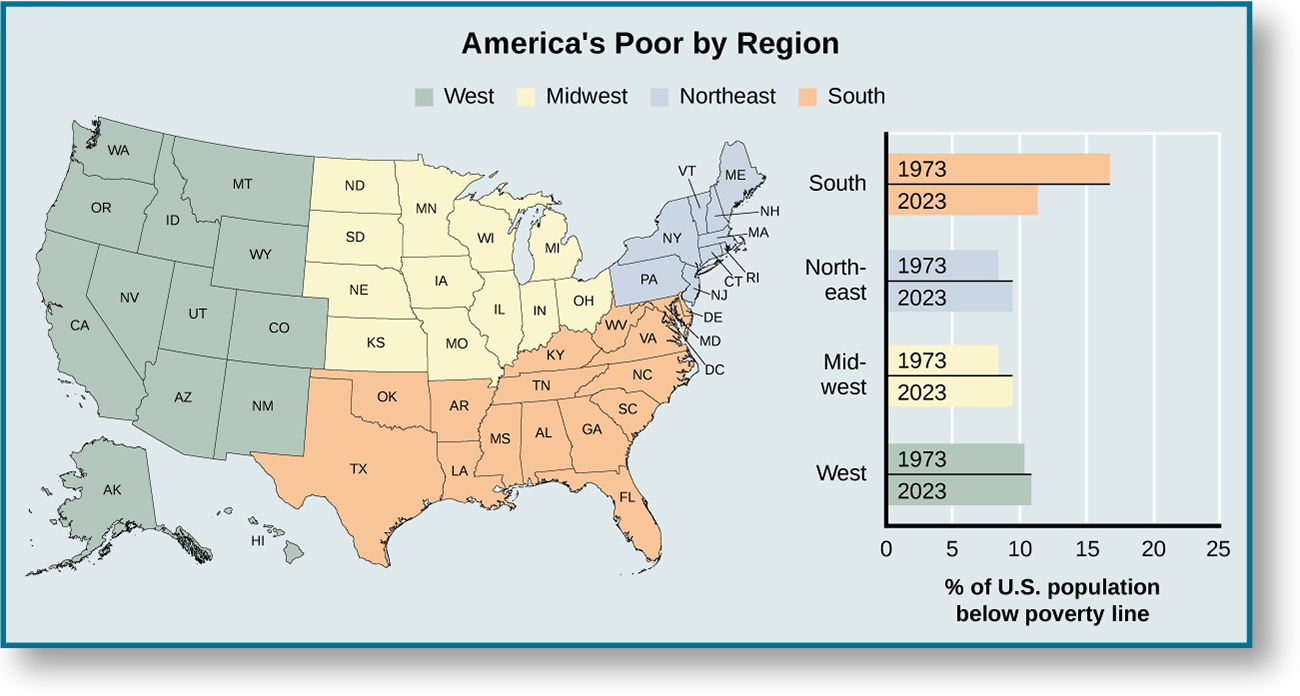 America's Poor by Region
West Midwest Northeast South
WA
MT
ND
MN
VT
ME
OR
ID
SD
WI
MI
NY
NH
MA
WY
NE
IA
PA
CT
RI
NJ
NV
UT
CO
IL
IN
OH
CA
KS
MO
WV
VA
DE
MD
DC
KY
AZ
NM
OK
AR
TN
NC
SC
MS
AL
GA
TX
LA
FL
AK
HI
South
1973
2023
North-
east
1973
2023
Mid-
west
1973
2023
West
1973
2023
0 5 10 15 20 25
% of U.S. population
below poverty line